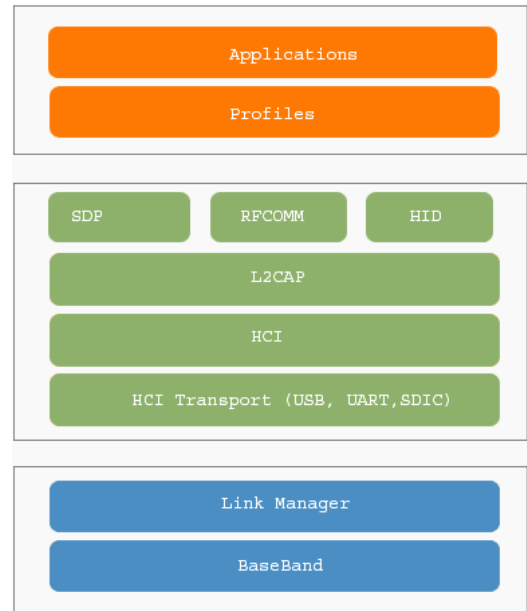 Applications
Profiles
SDP RFCOMM HID
L2CAP
HCI
HCI Transport (USB, UART,SDIC)
Link Manager
BaseBand